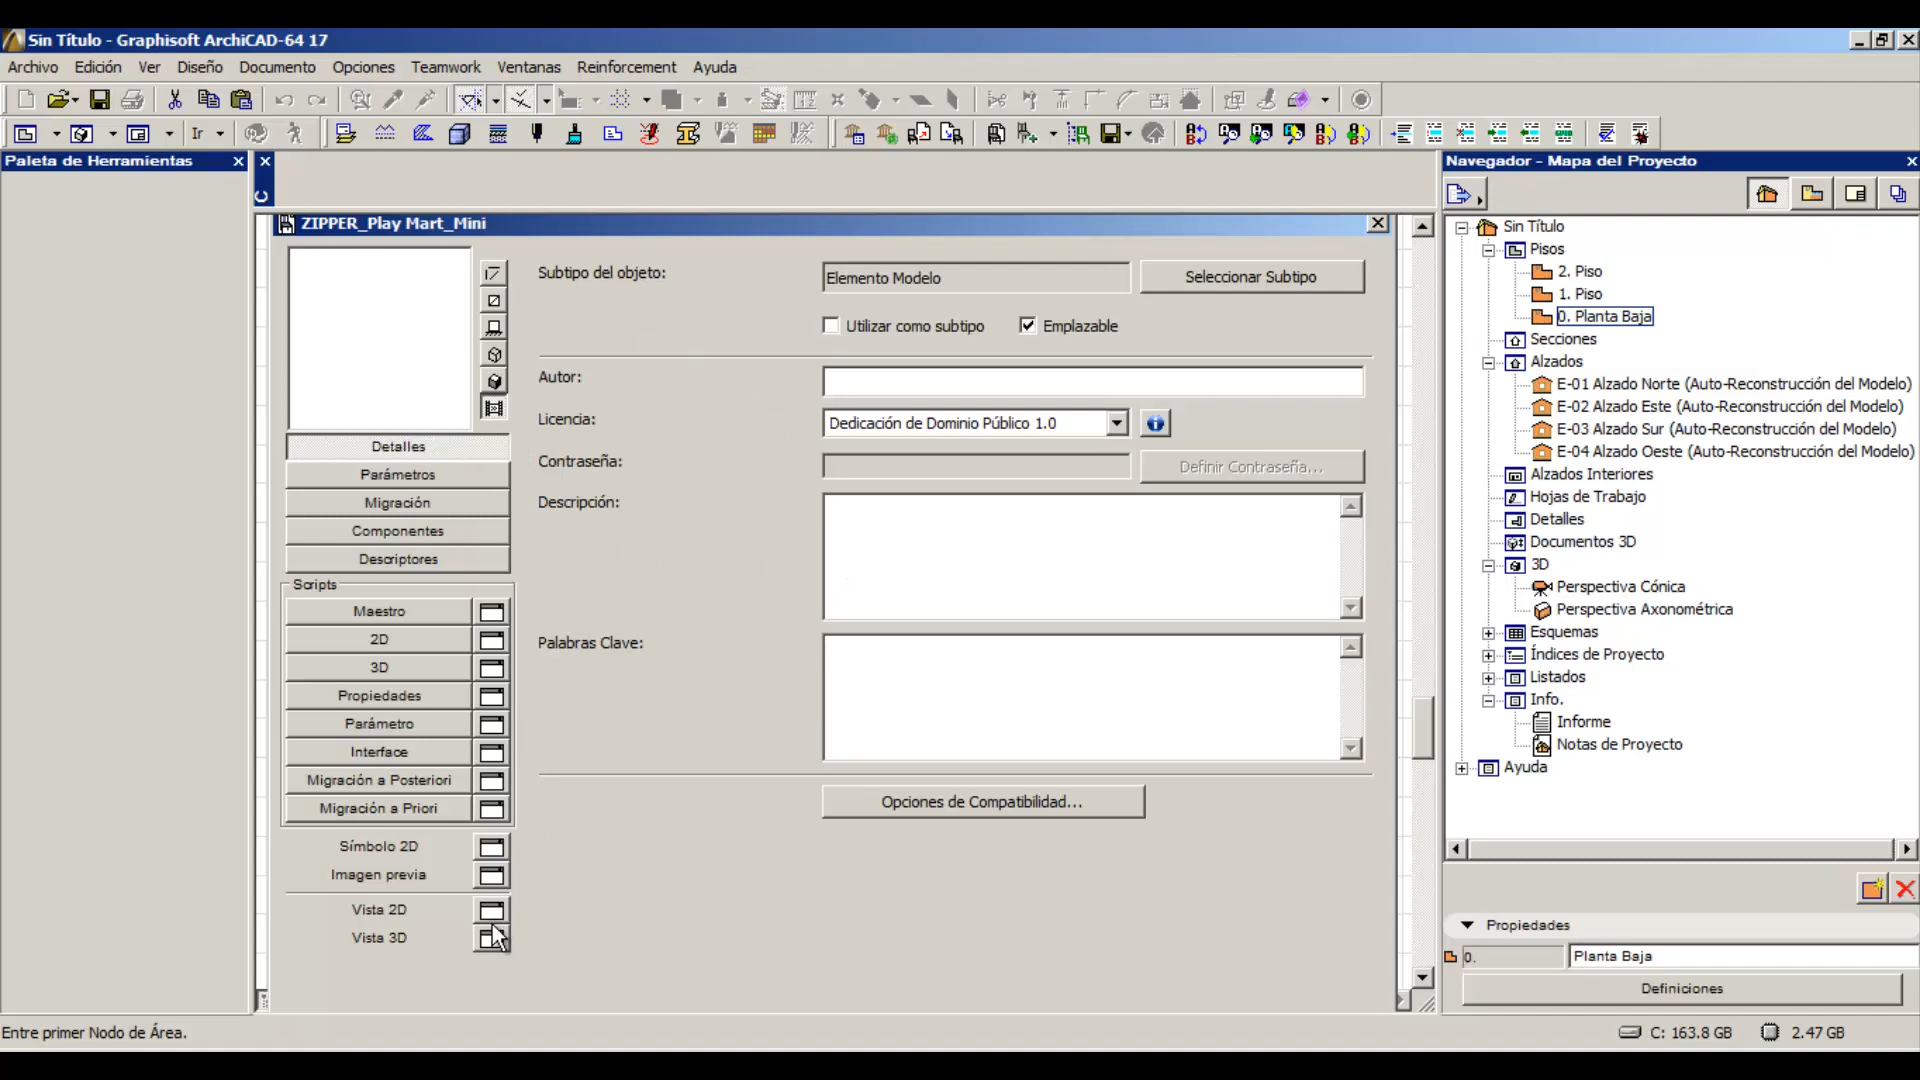 Sin Título - Graphisoft ArchiCAD-64 17
Archivo Edición Ver Diseño Documento Opciones Teamwork Ventanas Reinforcement Ayuda
Ir
Paleta de Herramientas
ZIPPER_Play Mart_Mini
Detalles
Parámetros
Migración
Componentes
Descriptores
Scripts
Maestro
2D
3D
Propiedades
Parámetro
Interface
Migración a Posteriori
Migración a Priori
Símbolo 2D
Imagen previa
Vista 2D
Vista 3D
Subtipo del objeto:
Elemento Modelo
Seleccionar Subtipo
Utilizar como subtipo
Emplazable
Autor:
Licencia:
Dedicación de Dominio Público 1.0
Contraseña:
Definir Contraseña...
Descripción:
Palabras Clave:
Opciones de Compatibilidad...
Navegador - Mapa del Proyecto
Sin Título
Pisos
2. Piso
1. Piso
0. Planta Baja
Secciones
Alzados
E-01 Alzado Norte (Auto-Reconstrucción del Modelo)
E-02 Alzado Este (Auto-Reconstrucción del Modelo)
E-03 Alzado Sur (Auto-Reconstrucción del Modelo)
E-04 Alzado Oeste (Auto-Reconstrucción del Modelo)
Alzados Interiores
Hojas de Trabajo
Detalles
Documentos 3D
3D
Perspectiva Cónica
Perspectiva Axonométrica
Esquemas
Índices de Proyecto
Listados
Info.
Informe
Notas de Proyecto
Ayuda
Propiedades
0.
Planta Baja
Definiciones
Entre primer Nodo de Área.
C: 163.8 GB
2.47 GB